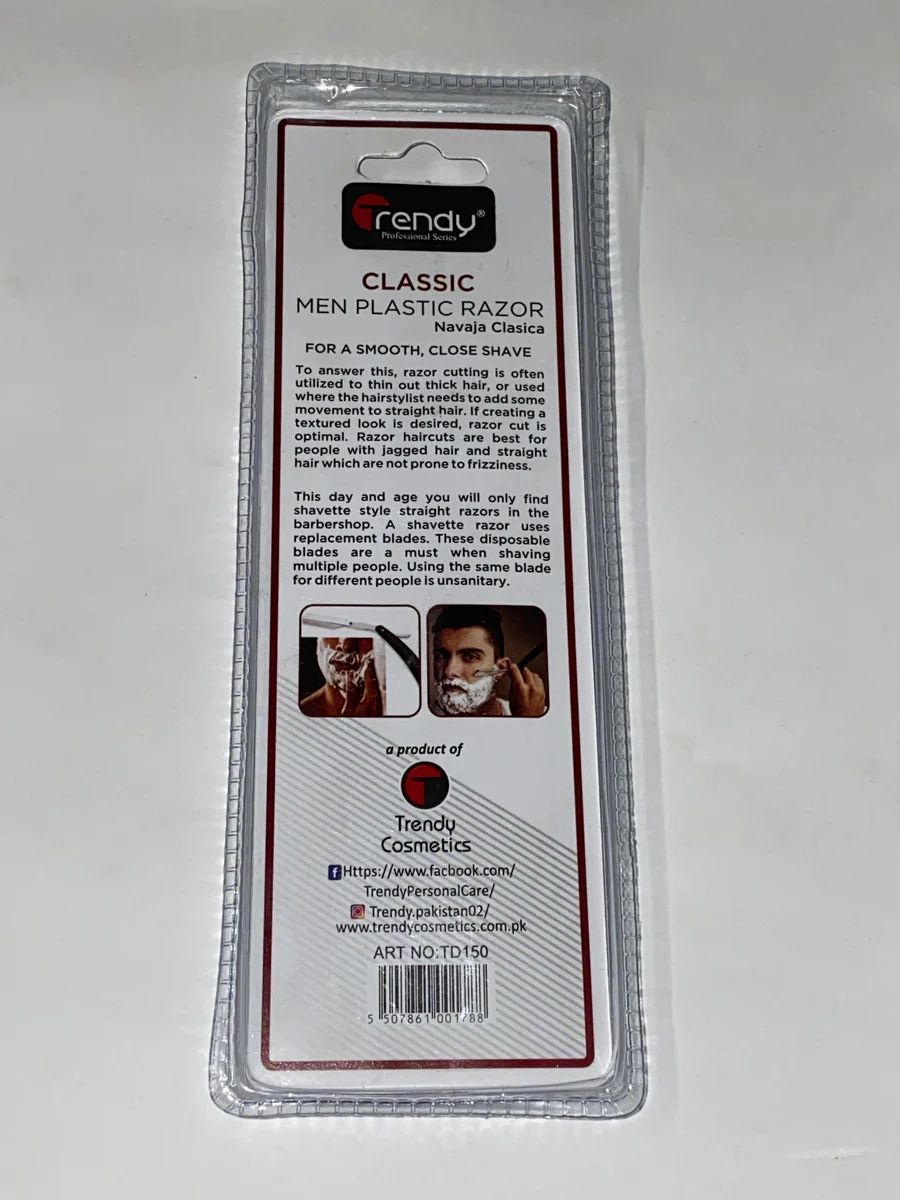 Trendy®
Professional Series
CLASSIC
MEN PLASTIC RAZOR
Navaja Clasica
FOR A SMOOTH, CLOSE SHAVE
To answer this, razor cutting is often
utilized to thin out thick hair, or used
where the hairstylist needs to add some
movement to straight hair. If creating a
textured look is desired, razor cut is
optimal. Razor haircuts are best for
people with jagged hair and straight
hair which are not prone to frizziness.
This day and age you will only find
shavette style straight razors in the
barbershop. A shavette razor uses
replacement blades. These disposable
blades are a must when shaving
multiple people. Using the same blade
for different people is unsanitary.
a product of
Trendy
Cosmetics
Https://www.facbook.com/
TrendyPersonalCare/
Trendy.pakistan02/
www.trendycosmetics.com.pk
ART NO:TD150
5 507861 001788